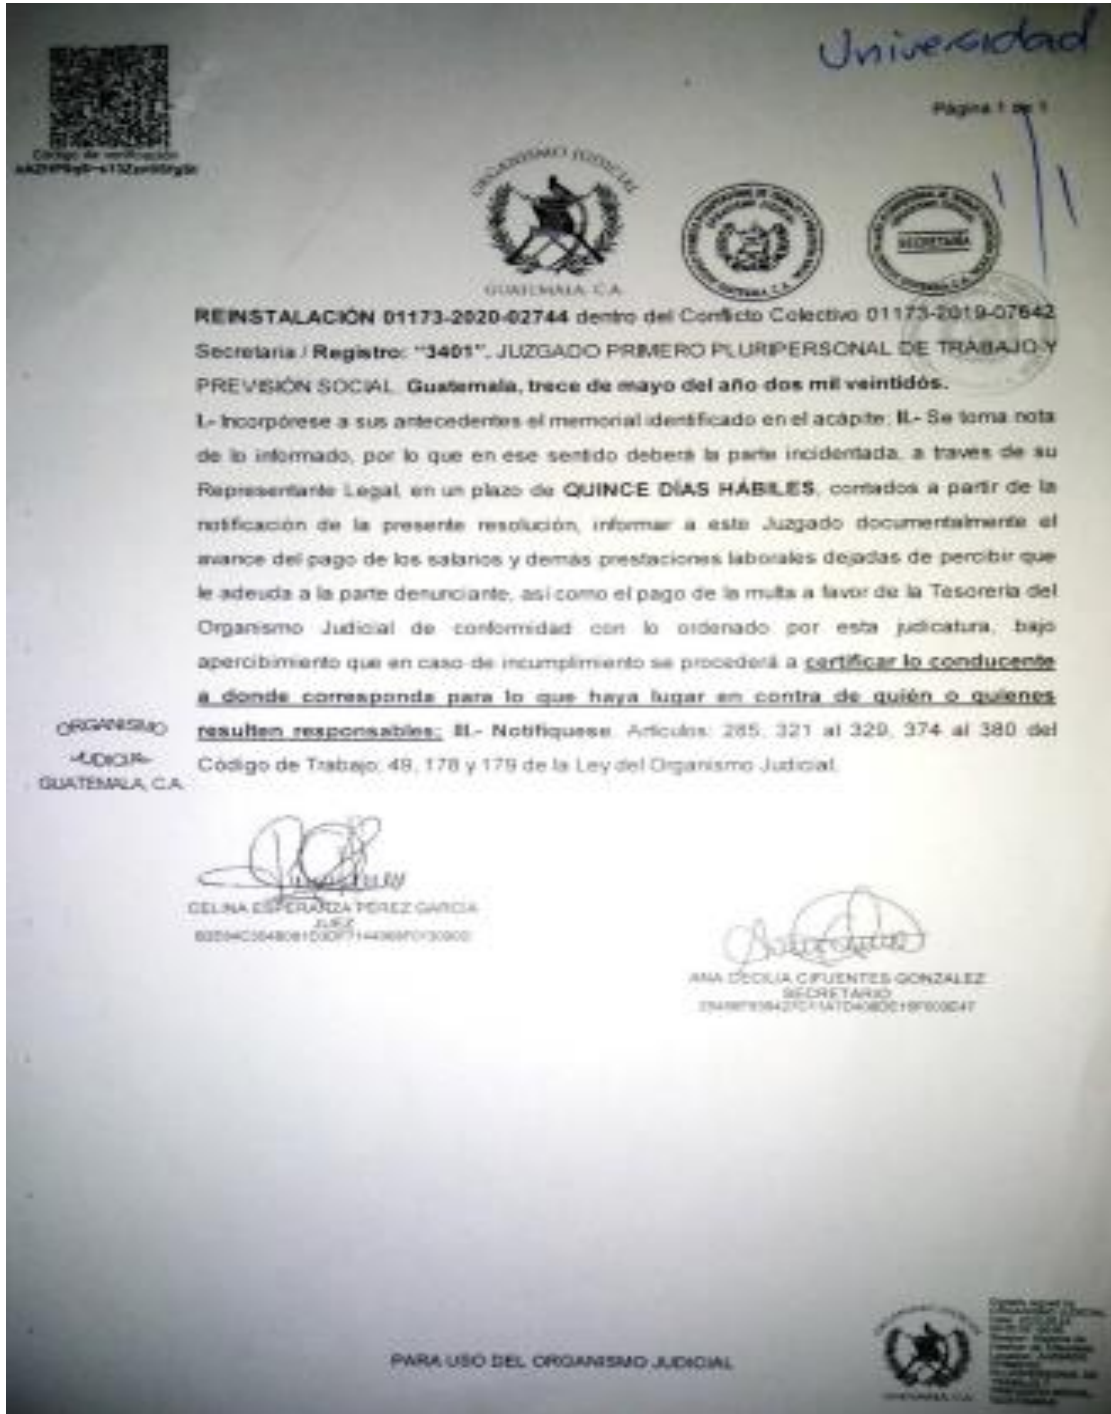 Universidad
Página 1 de 1
Código de verificación
ORGANISMO JUDICIAL
GUATEMALA, C.A.
SECRETARIA
REINSTALACIÓN 01173-2020-02744 dentro del Conflicto Colectivo 01173-2019-07642
Secretaria / Registro: "3401". JUZGADO PRIMERO PLURIPERSONAL DE TRABAJO Y
PREVISIÓN SOCIAL. Guatemala, trece de mayo del año dos mil veintidós.
I.- Incorpórese a sus antecedentes el memorial identificado en el acápite; II.- Se toma nota
de lo informado, por lo que en ese sentido deberá la parte incidentada, a través de su
Representante Legal, en un plazo de QUINCE DÍAS HÁBILES, contados a partir de la
notificación de la presente resolución, informar a este Juzgado documentalmente el
avance del pago de los salarios y demás prestaciones laborales dejadas de percibir que
le adeuda a la parte denunciante, así como el pago de la multa a favor de la Tesorería del
Organismo Judicial de conformidad con lo ordenado por esta judicatura, bajo
apercibimiento que en caso de incumplimiento se procederá a certificar lo conducente
a donde corresponda para lo que haya lugar en contra de quién o quienes
resulten responsables; III.- Notifíquese. Artículos: 285, 321 al 329, 374 al 380 del
Código de Trabajo; 49, 178 y 179 de la Ley del Organismo Judicial.
ORGANISMO
JUDICIAL
GUATEMALA, C.A.
CELINA ESPERANZA PEREZ GARCIA
JUEZ
ANA CECILIA CIFUENTES GONZALEZ
SECRETARIO
PARA USO DEL ORGANISMO JUDICIAL